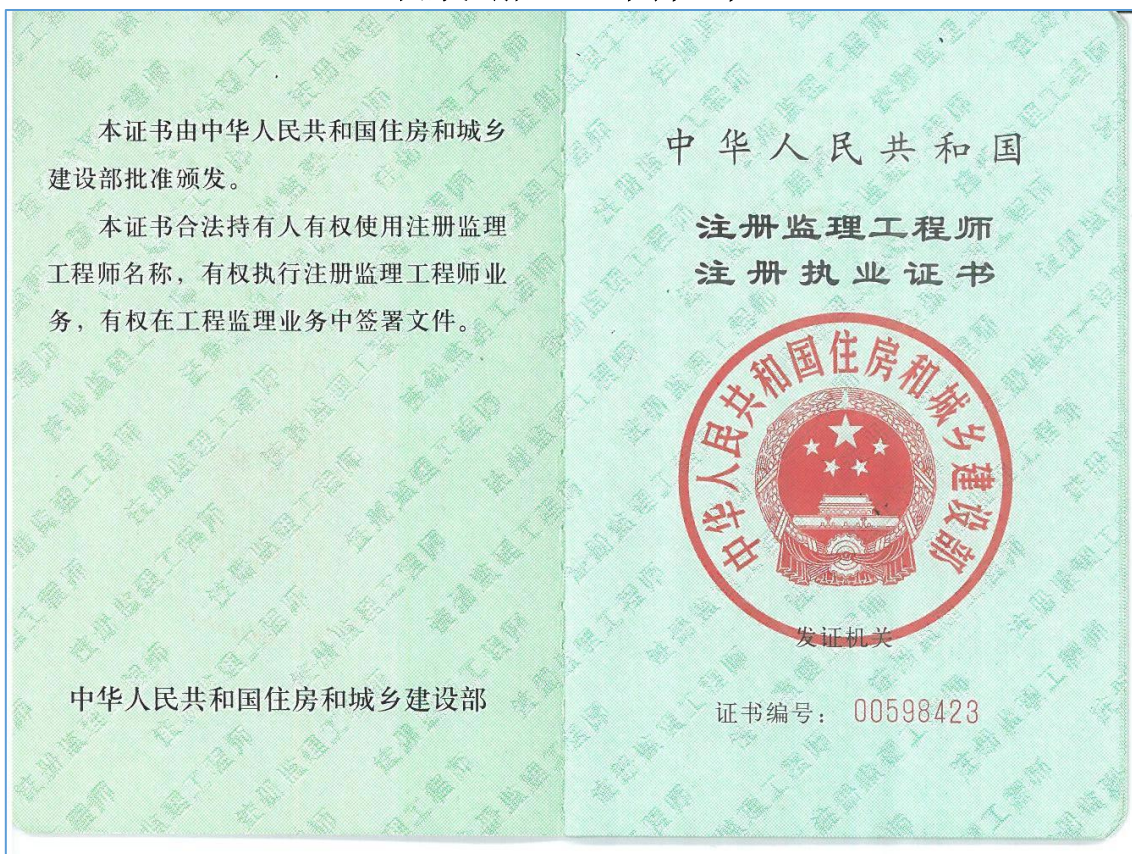 本证书由中华人民共和国住房和城乡
建设部批准颁发。
本证书合法持有人有权使用注册监理
工程师名称，有权执行注册监理工程师业
务，有权在工程监理业务中签署文件。
中华人民共和国住房和城乡建设部
中华人民共和国
注册监理工程师
注册执业证书
中华人民共和国住房和城乡建设部
发证机关
证书编号： 00598423